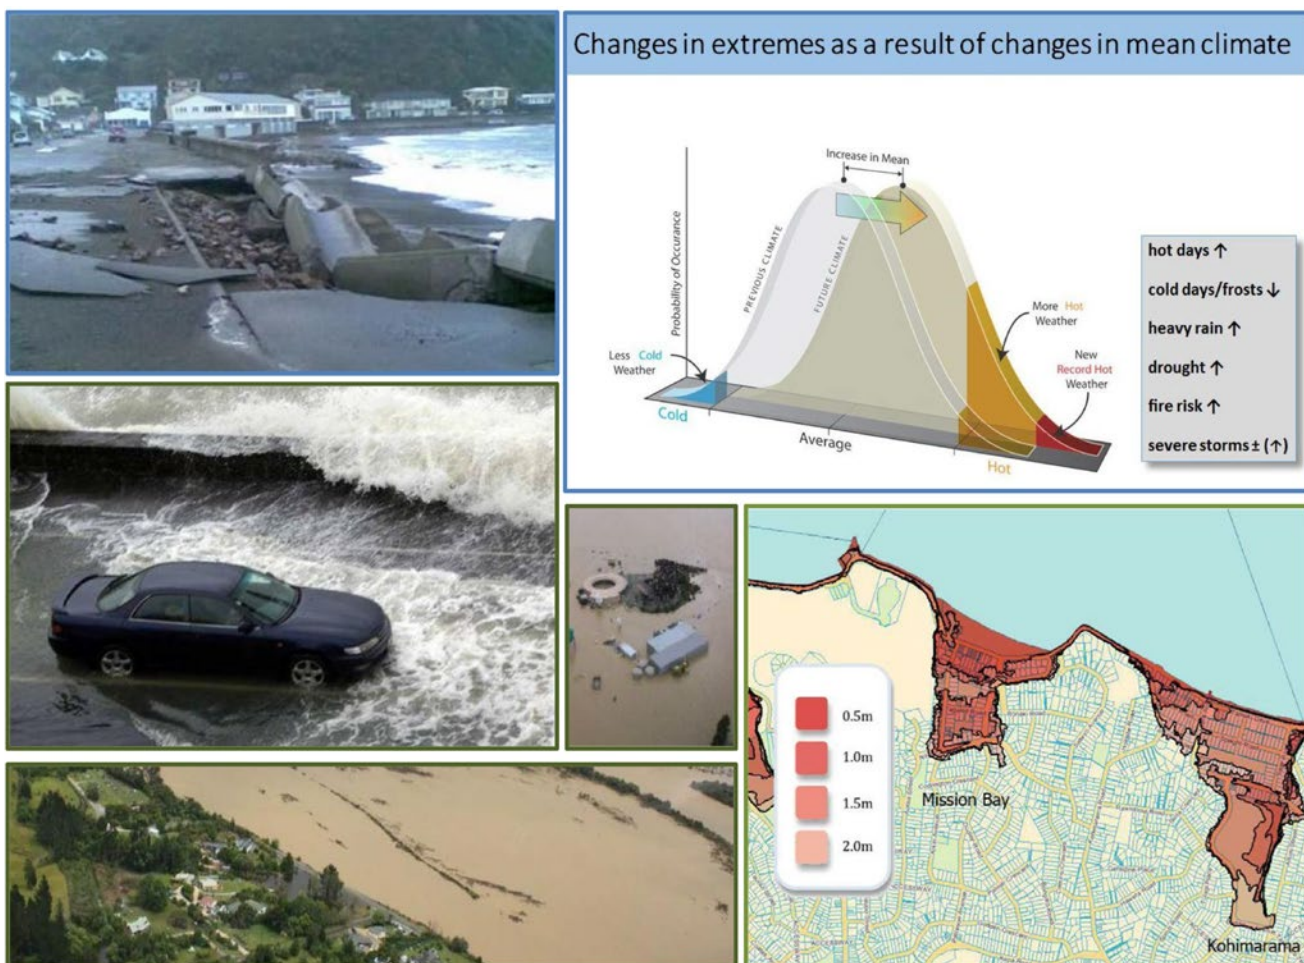 Changes in extremes as a result of changes in mean climate
Increase in Mean
Probability of Occurance
PREVIOUS CLIMATE
FUTURE CLIMATE
Less Cold
Weather
More Hot
Weather
New
Record Hot
Weather
Cold
Average
Hot
hot days ↑
cold days/frosts ↓
heavy rain ↑
drought ↑
fire risk ↑
severe storms ± (↑)
0.5m
1.0m
1.5m
2.0m
Mission Bay
Kohimarama